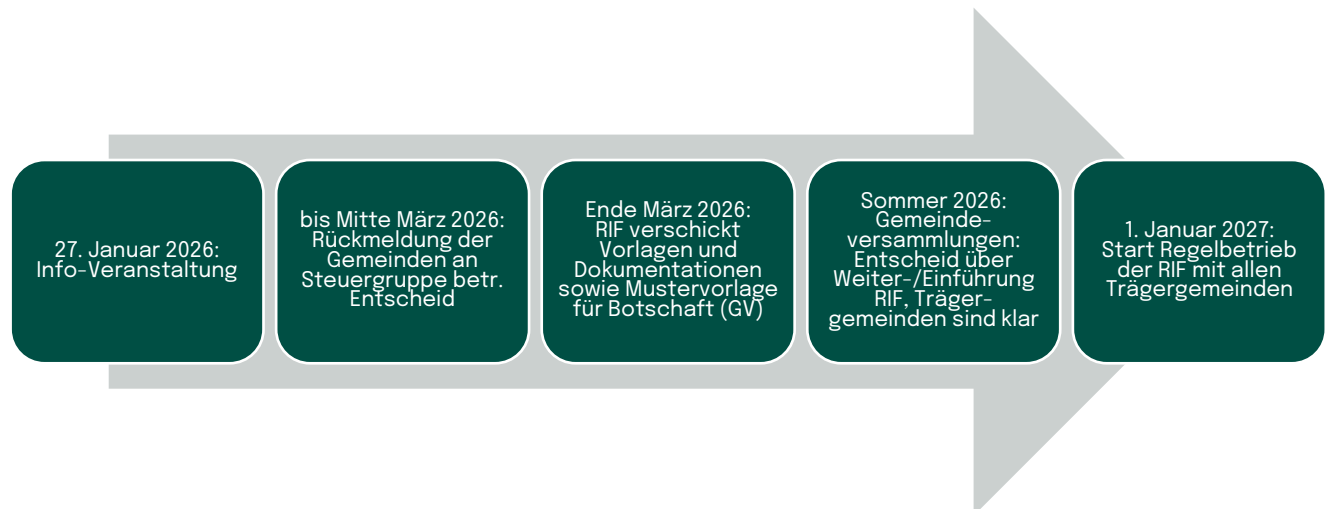 27. Januar 2026:
Info-Veranstaltung
bis Mitte März 2026:
Rückmeldung der
Gemeinden an
Steuergruppe betr.
Entscheid
Ende März 2026:
RIF verschickt
Vorlagen und
Dokumentationen
sowie Mustervorlage
für Botschaft (GV)
Sommer 2026:
Gemeinde-
versammlungen:
Entscheid über
Weiter-/Einführung
RIF, Träger-
gemeinden sind klar
1. Januar 2027:
Start Regelbetrieb
der RIF mit allen
Trägergemeinden